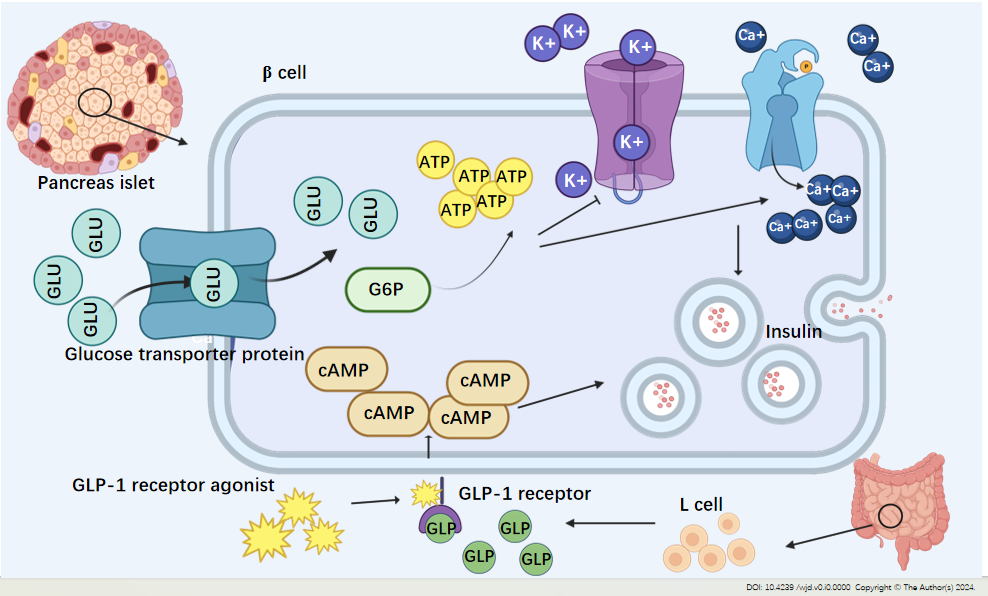 K+
K+
K+
Ca+
Ca+
Ca+
P
β cell
K+
ATP
ATP
ATP
ATP
ATP
K+
Pancreas islet
GLU
GLU
Ca+
Ca+
Ca+
Ca+
Ca+
GLU
GLU
GLU
GLU
G6P
Ca
Glucose transporter protein
Insulin
cAMP
cAMP
cAMP
cAMP
GLP-1 receptor agonist
GLP-1 receptor
L cell
GLP
GLP
GLP
GLP
DOI: 10.4239 /wjd.v0.i0.0000 Copyright © The Author(s) 2024.